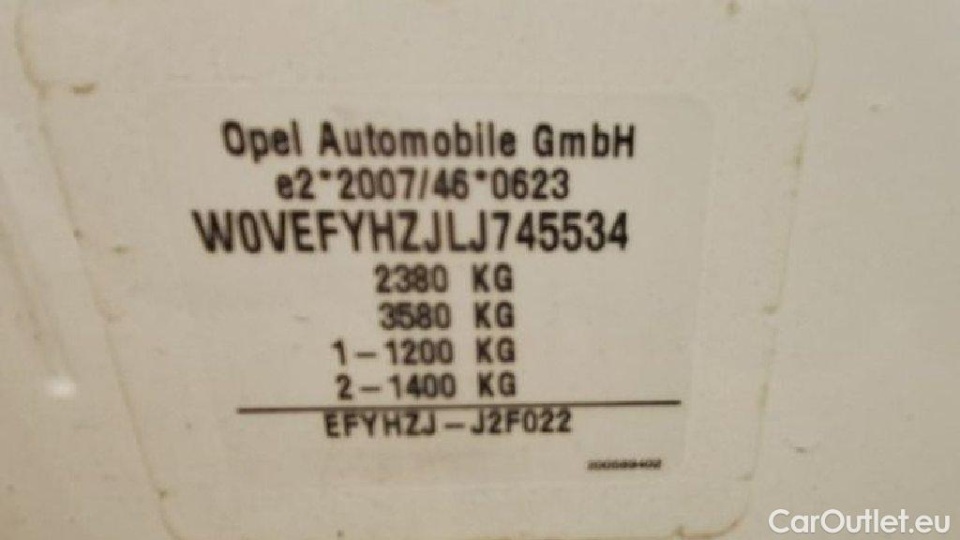 Opel Automobile GmbH
e2*2007/46*0623
W0VEFYHZJLJ745534
2380 KG
3580 KG
1-1200 KG
2-1400 KG
EFYHZJ-J2F022
CarOutlet.eu